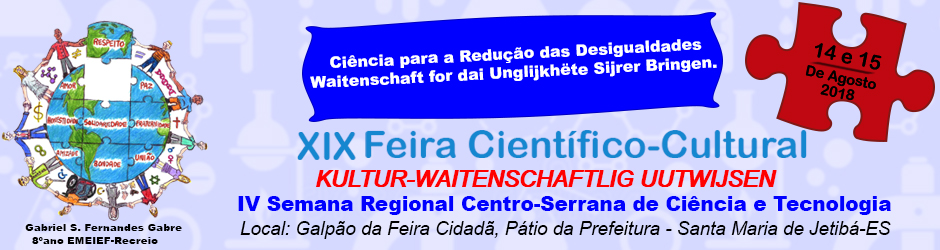 RESPEITO
AMOR
PAZ
HONESTIDADE
SOLIDARIEDADE
FRATERNIDADE
AMIZADE
BONDADE
UNIÃO
Gabriel S. Fernandes Gabre
8ºano EMEIEF-Recreio
Ciência para a Redução das Desigualdades
Waitenschaft for dai Unglijkhëte Sijrer Bringen.
14 e 15
De Agosto
2018
XIX Feira Científico-Cultural
KULTUR-WAITENSCHAFTLIG UUTWIJSEN
IV Semana Regional Centro-Serrana de Ciência e Tecnologia
Local: Galpão da Feira Cidadã, Pátio da Prefeitura - Santa Maria de Jetibá-ES